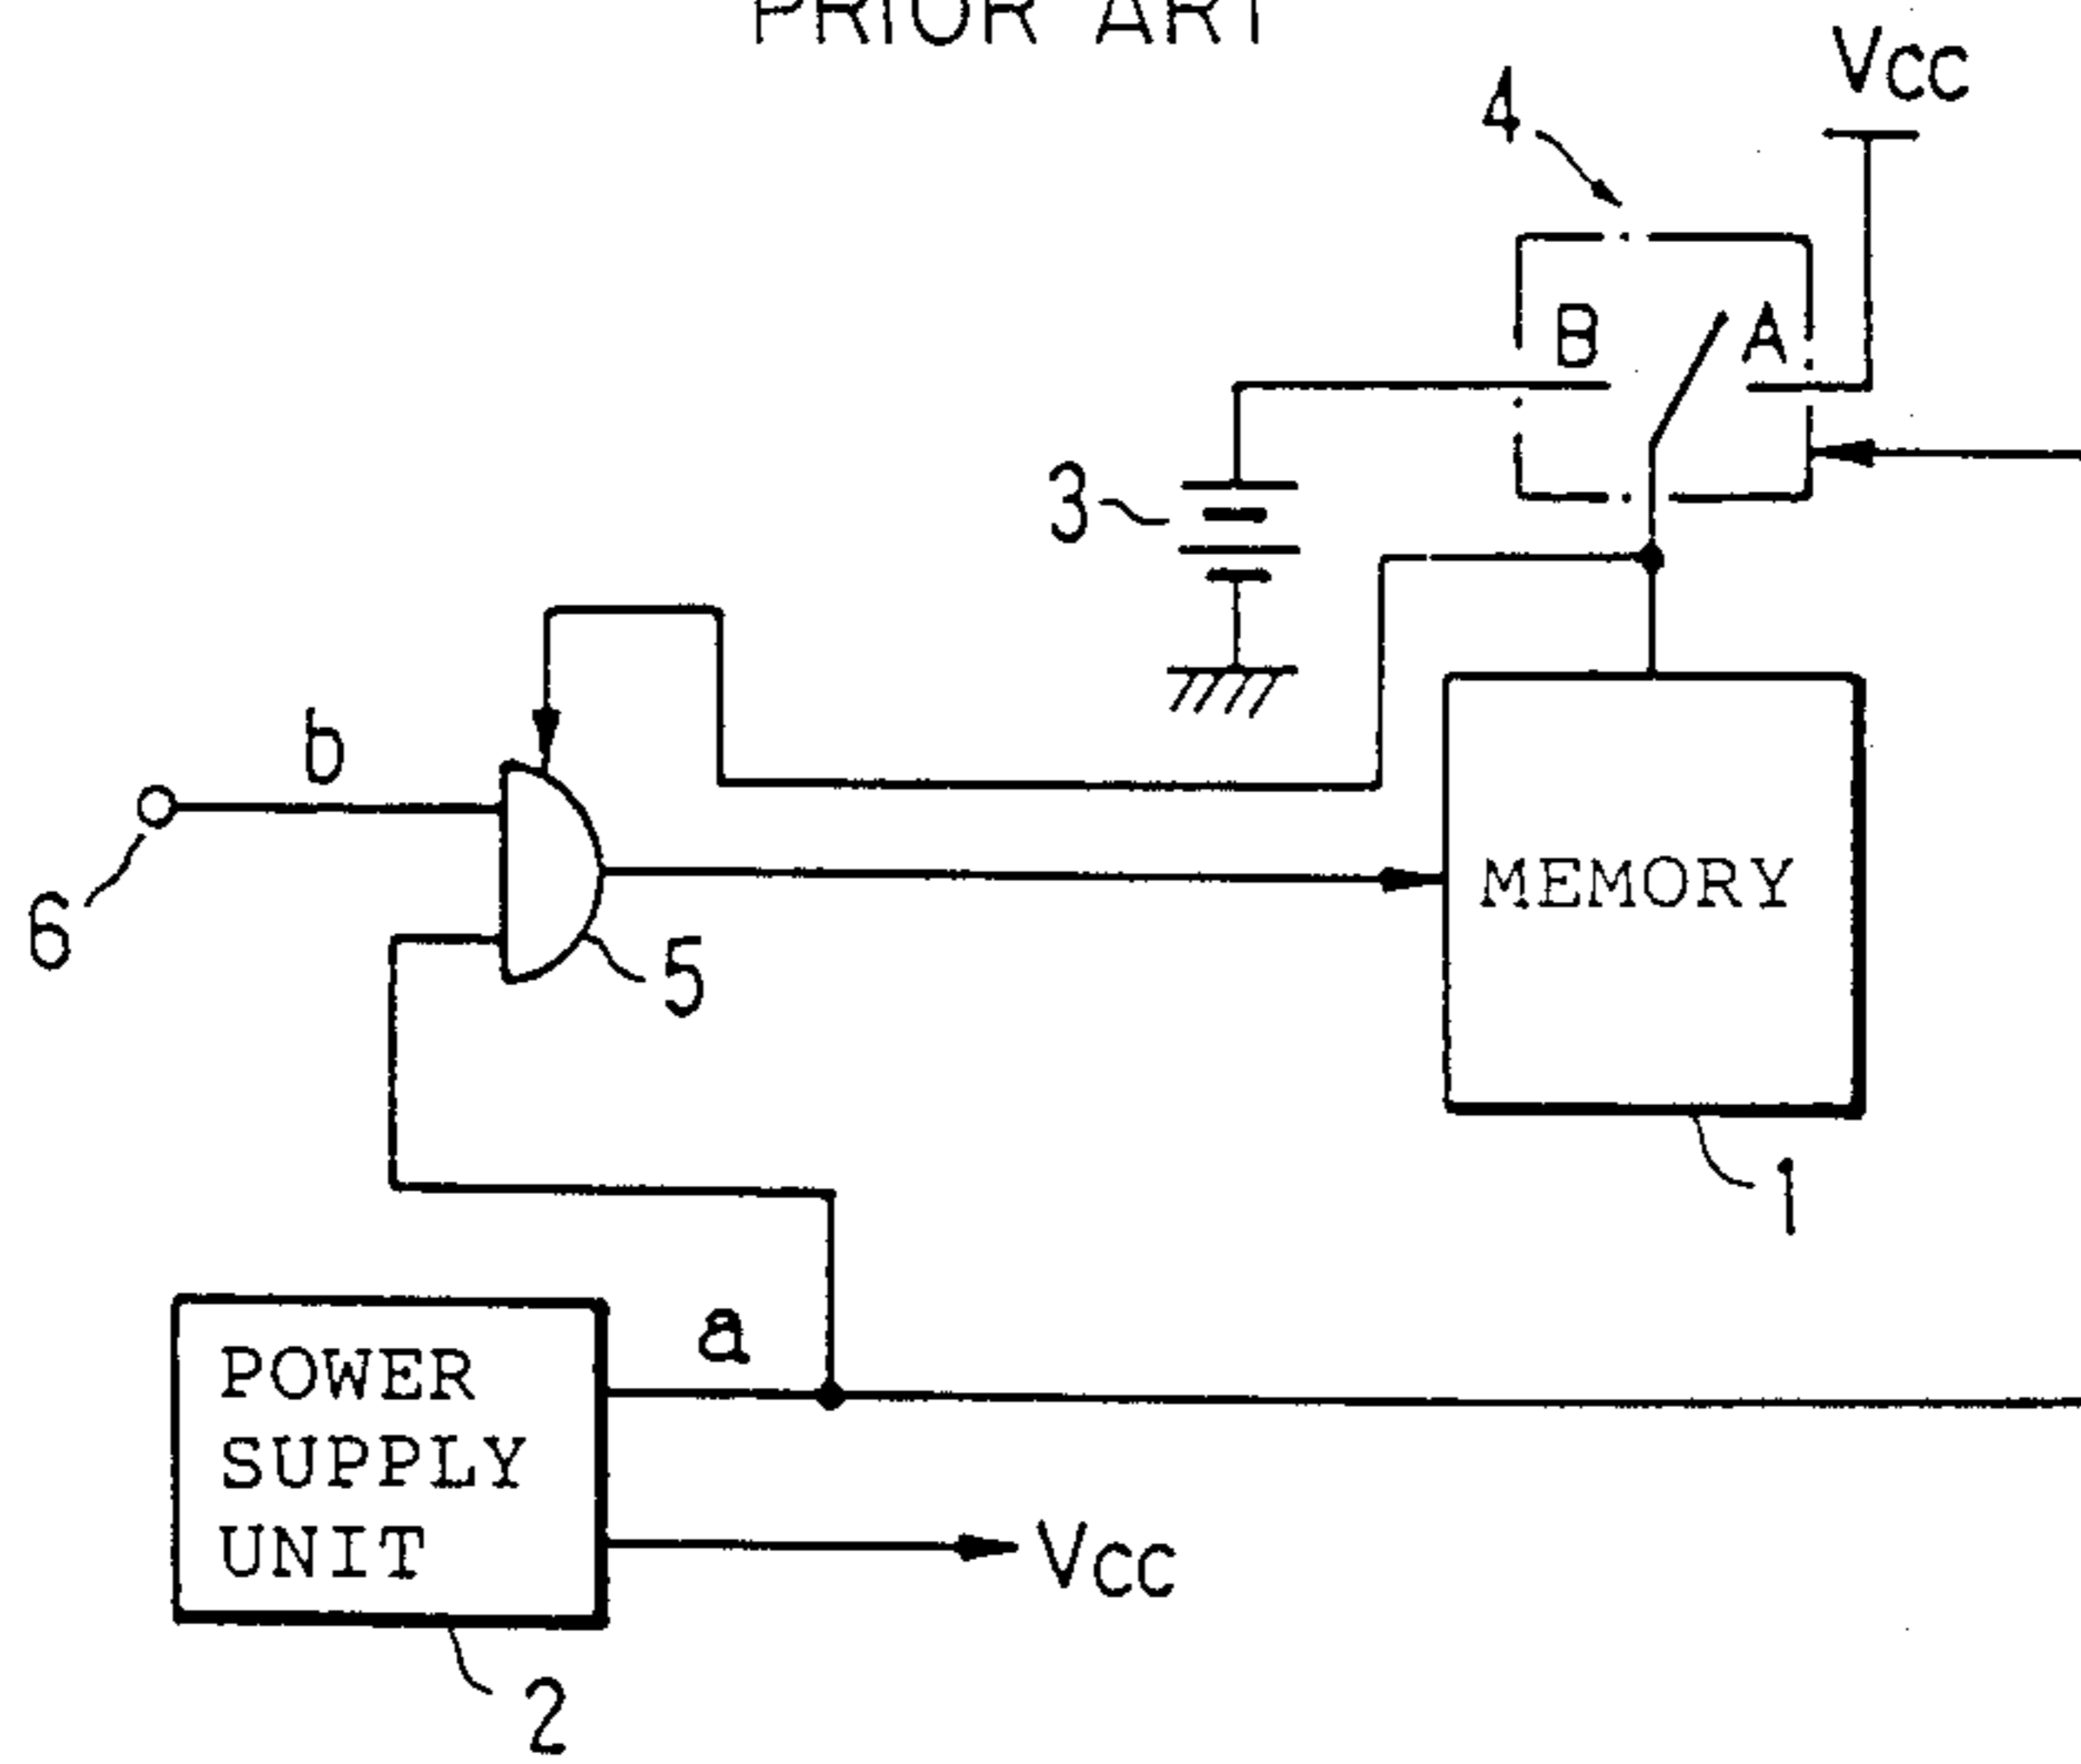 PRIOR ART
VCC
4
B A
3
b
MEMORY
6
5
1
a
POWER
SUPPLY
UNIT
VCC
2